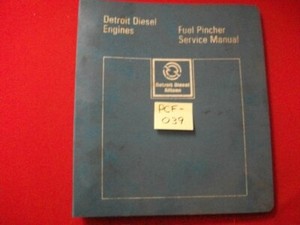 Detroit Diesel
Engines
Fuel Pincher
Service Manual
Detroit Diesel
Allison
PCF-
039